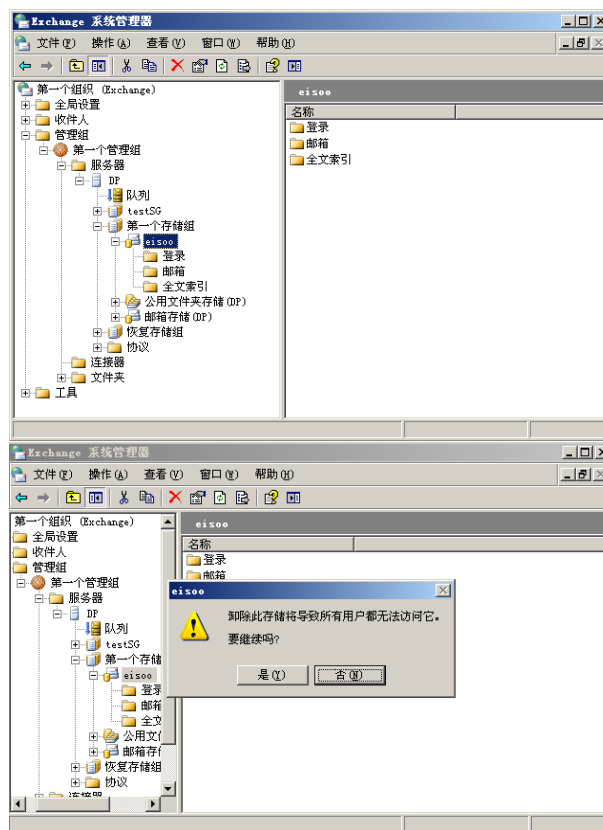 Exchange 系统管理器
文件(F) 操作(A) 查看(V) 窗口(W) 帮助(H)
第一个组织 (Exchange)
全局设置
收件人
管理组
第一个管理组
服务器
DP
队列
testSG
第一个存储组
eisoo
登录
邮箱
全文索引
公用文件夹存储(DP)
邮箱存储(DP)
恢复存储组
协议
连接器
文件夹
工具
eisoo
名称
登录
邮箱
全文索引
Exchange 系统管理器
文件(F) 操作(A) 查看(V) 窗口(W) 帮助(H)
第一个组织 (Exchange)
全局设置
收件人
管理组
第一个管理组
服务器
DP
队列
testSG
第一个存储
eisoo
登录
邮箱
全文
公用文
邮箱存
恢复存储组
协议
连接器
eisoo
名称
登录
邮箱
eisoo
卸除此存储将导致所有用户都无法访问它。
要继续吗?
是(Y) 否(N)